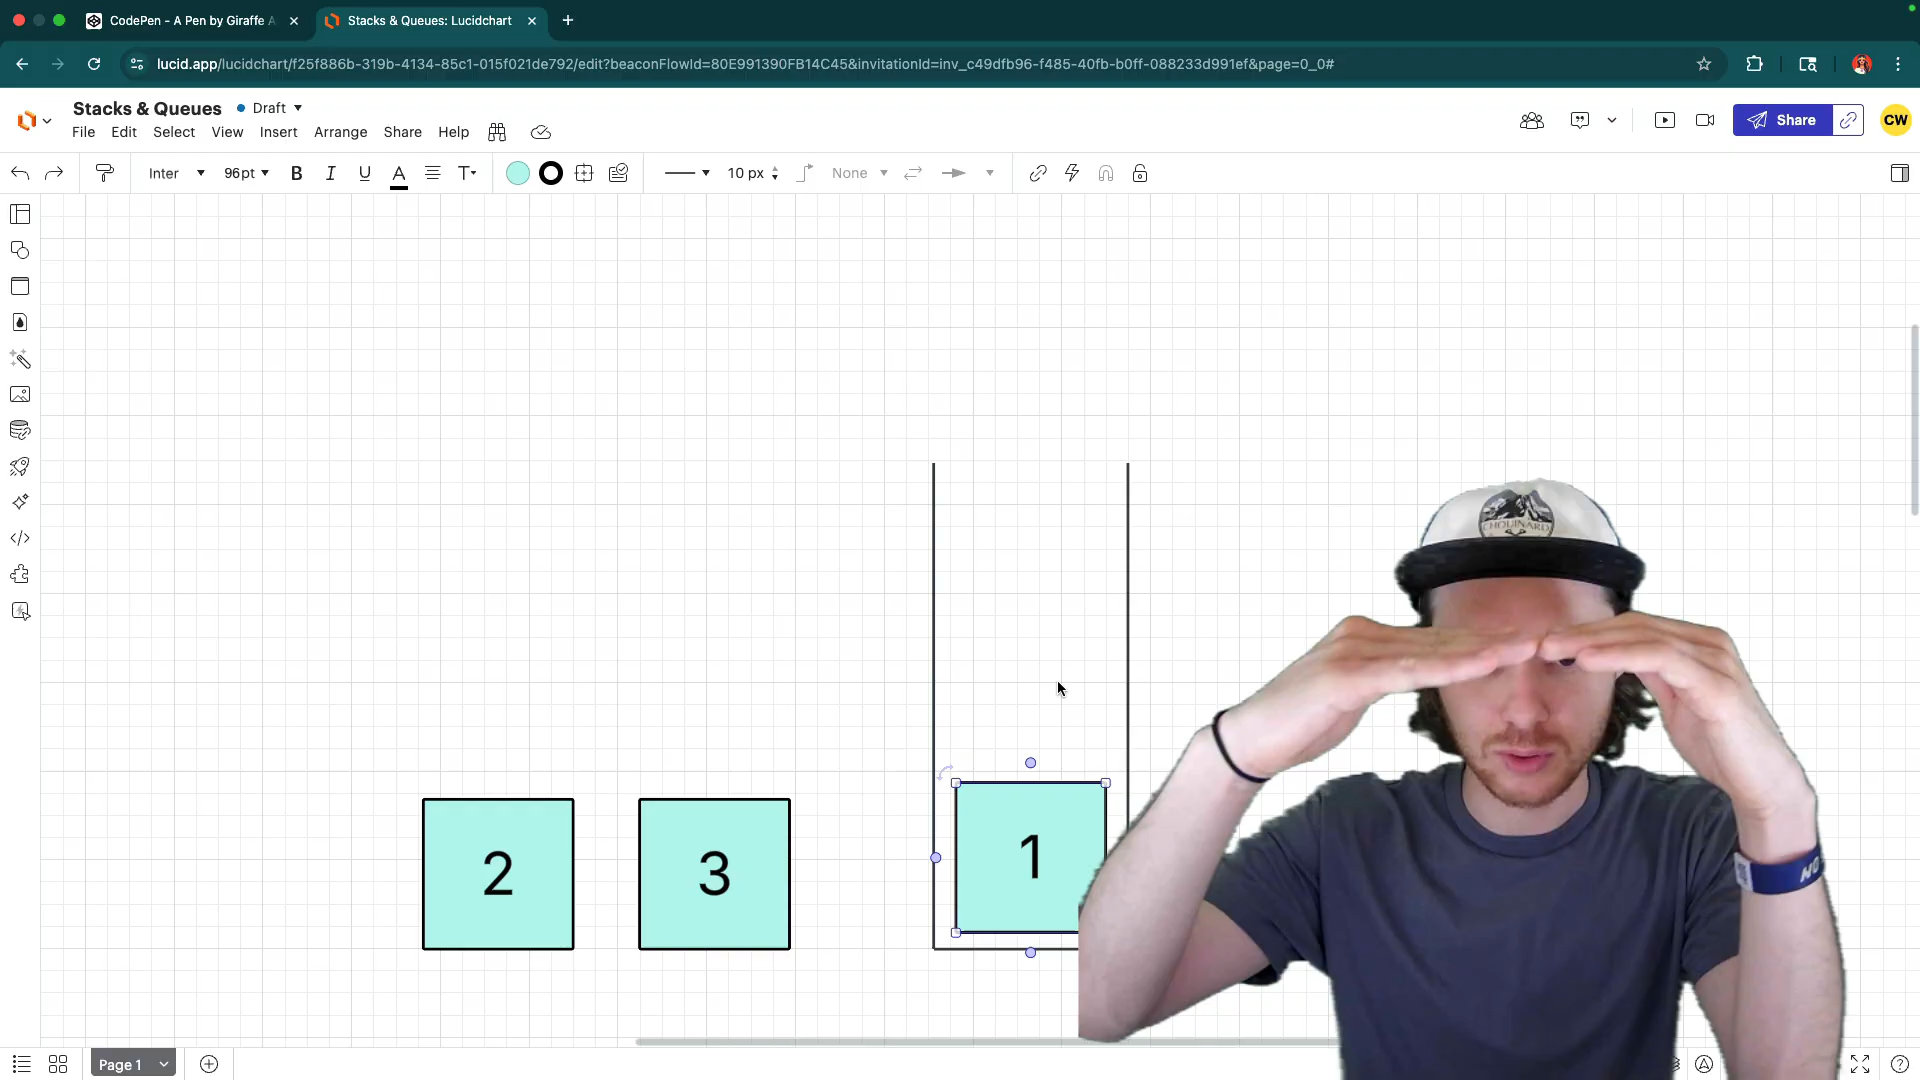 CodePen - A Pen by Giraffe A
Stacks & Queues: Lucidchart
lucid.app/lucidchart/f25f886b-319b-4134-85c1-015f021de792/edit?beaconFlowId=80E991390FB14C45&invitationId=inv_c49dfb96-f485-40fb-b0ff-088233d991ef&page=0_0#
Stacks & Queues
Draft
File Edit Select View Insert Arrange Share Help
Share
CW
Inter
96pt
B I U A T
10 px
None
CHOUINARD
2
3
1
NO
Page 1